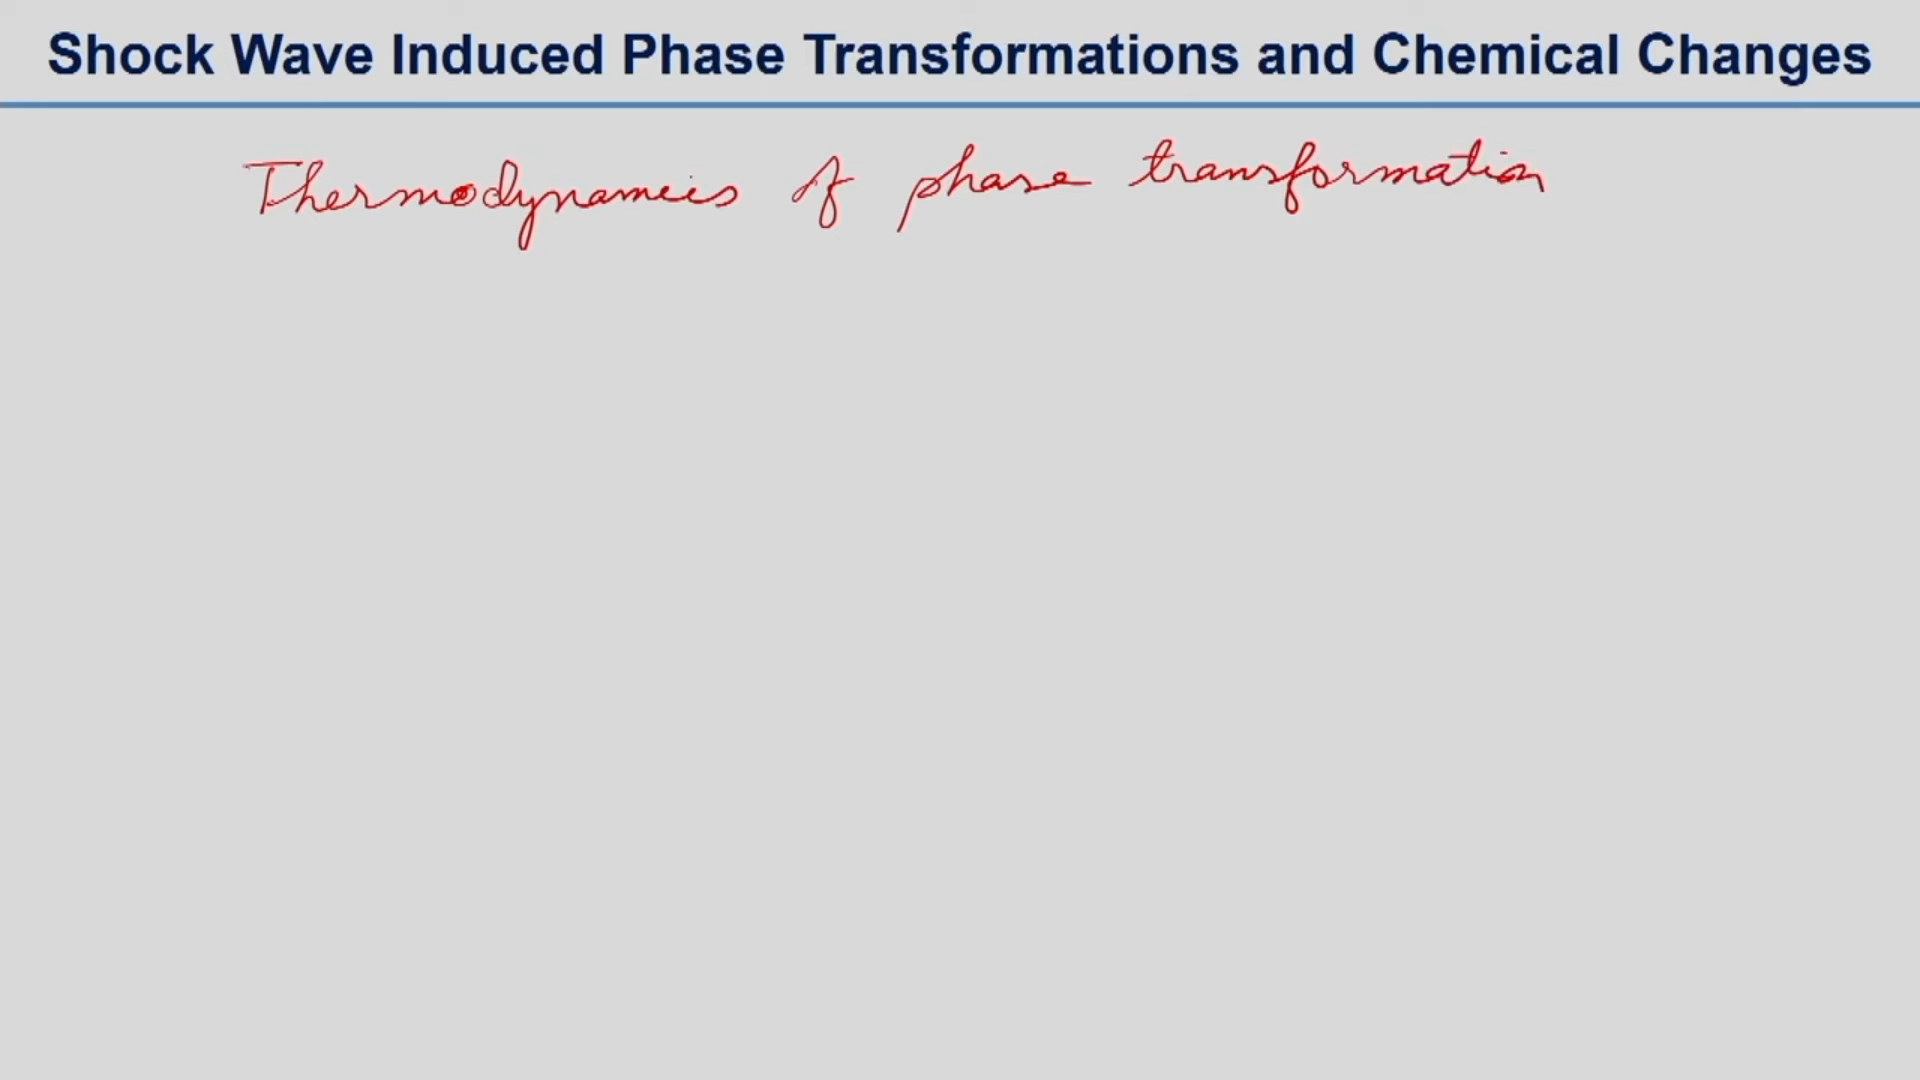 Shock Wave Induced Phase Transformations and Chemical Changes
Thermodynamics of phase transformation